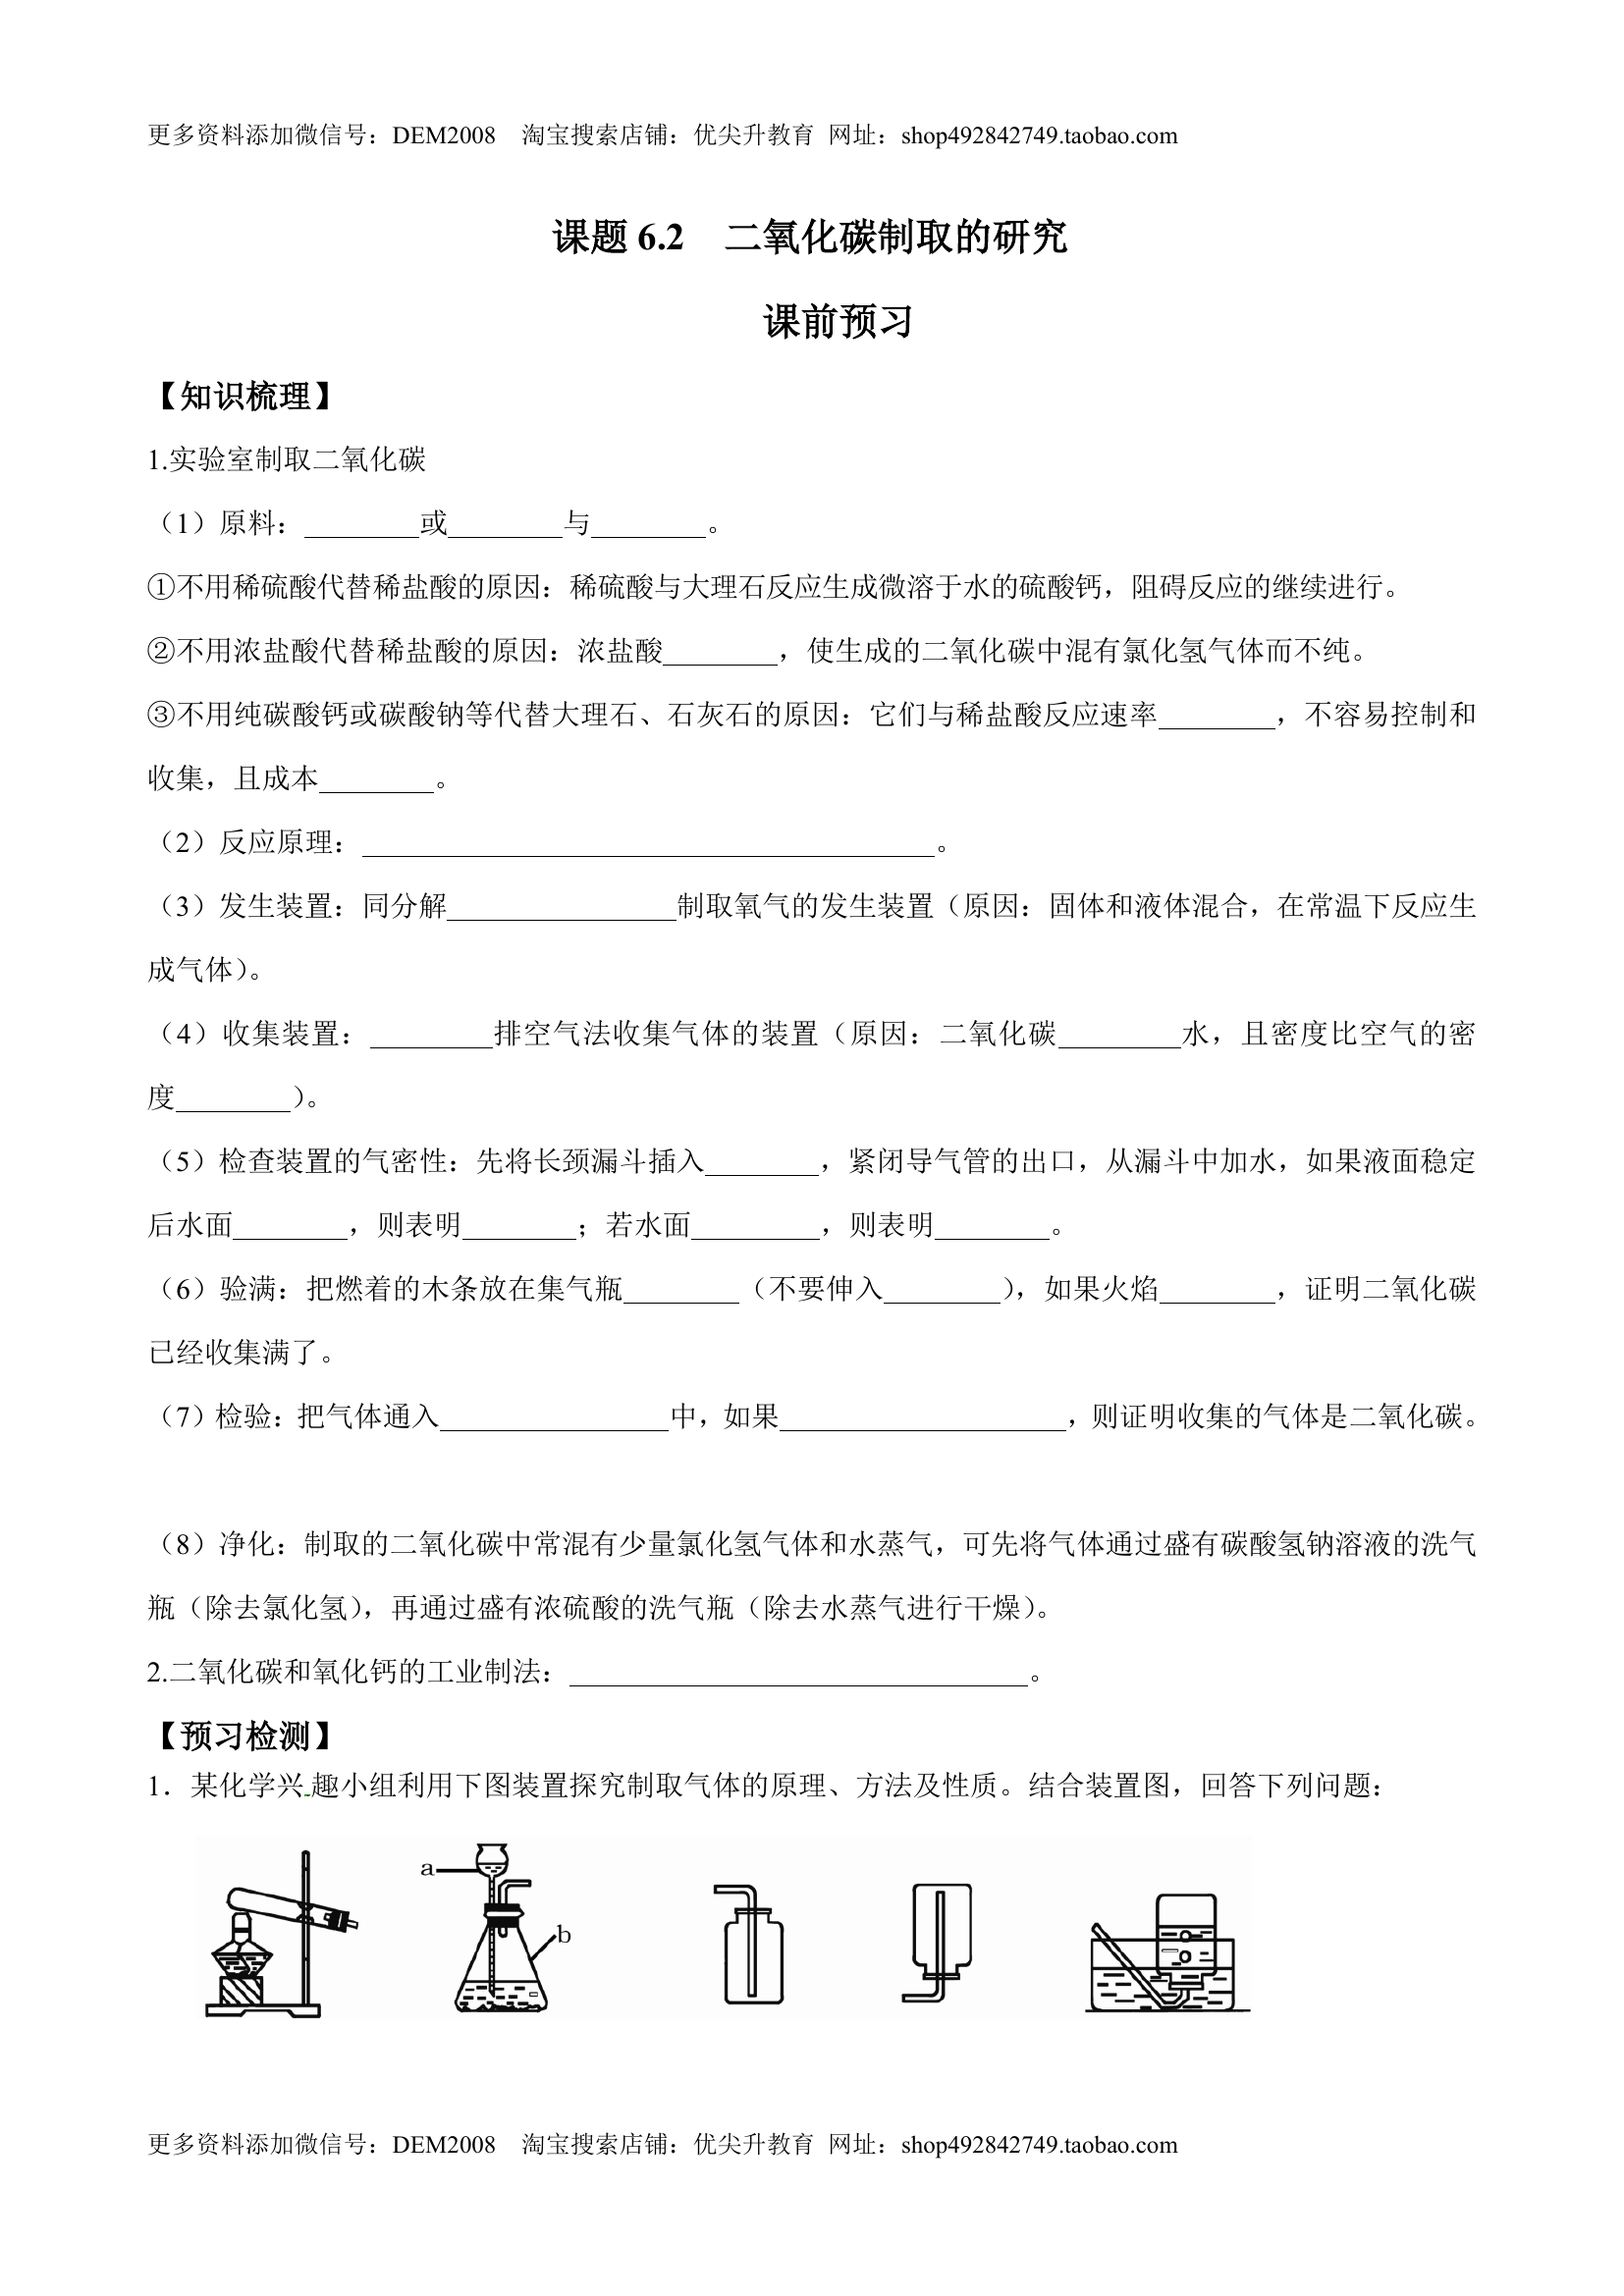 更多资料添加微信号：DEM2008 淘宝搜索店铺：优尖升教育 网址：shop492842749.taobao.com
课题 6.2 二氧化碳制取的研究
课前预习
【知识梳理】
1.实验室制取二氧化碳
（1）原料：________或________与________。
①不用稀硫酸代替稀盐酸的原因：稀硫酸与大理石反应生成微溶于水的硫酸钙，阻碍反应的继续进行。
②不用浓盐酸代替稀盐酸的原因：浓盐酸________，使生成的二氧化碳中混有氯化氢气体而不纯。
③不用纯碳酸钙或碳酸钠等代替大理石、石灰石的原因：它们与稀盐酸反应速率________，不容易控制和
收集，且成本________。
（2）反应原理：________________________________________。
（3）发生装置：同分解________________制取氧气的发生装置（原因：固体和液体混合，在常温下反应生
成气体）。
（4）收集装置：________排空气法收集气体的装置（原因：二氧化碳________水，且密度比空气的密
度________）。
（5）检查装置的气密性：先将长颈漏斗插入________，紧闭导气管的出口，从漏斗中加水，如果液面稳定
后水面________，则表明________；若水面_________，则表明________。
（6）验满：把燃着的木条放在集气瓶________（不要伸入________），如果火焰________，证明二氧化碳
已经收集满了。
（7）检验：把气体通入________________中，如果____________________，则证明收集的气体是二氧化碳。
（8）净化：制取的二氧化碳中常混有少量氯化氢气体和水蒸气，可先将气体通过盛有碳酸氢钠溶液的洗气
瓶（除去氯化氢），再通过盛有浓硫酸的洗气瓶（除去水蒸气进行干燥）。
2.二氧化碳和氧化钙的工业制法：________________________________。
【预习检测】
1．某化学兴趣小组利用下图装置探究制取气体的原理、方法及性质。结合装置图，回答下列问题：
a
b
更多资料添加微信号：DEM2008 淘宝搜索店铺：优尖升教育 网址：shop492842749.taobao.com